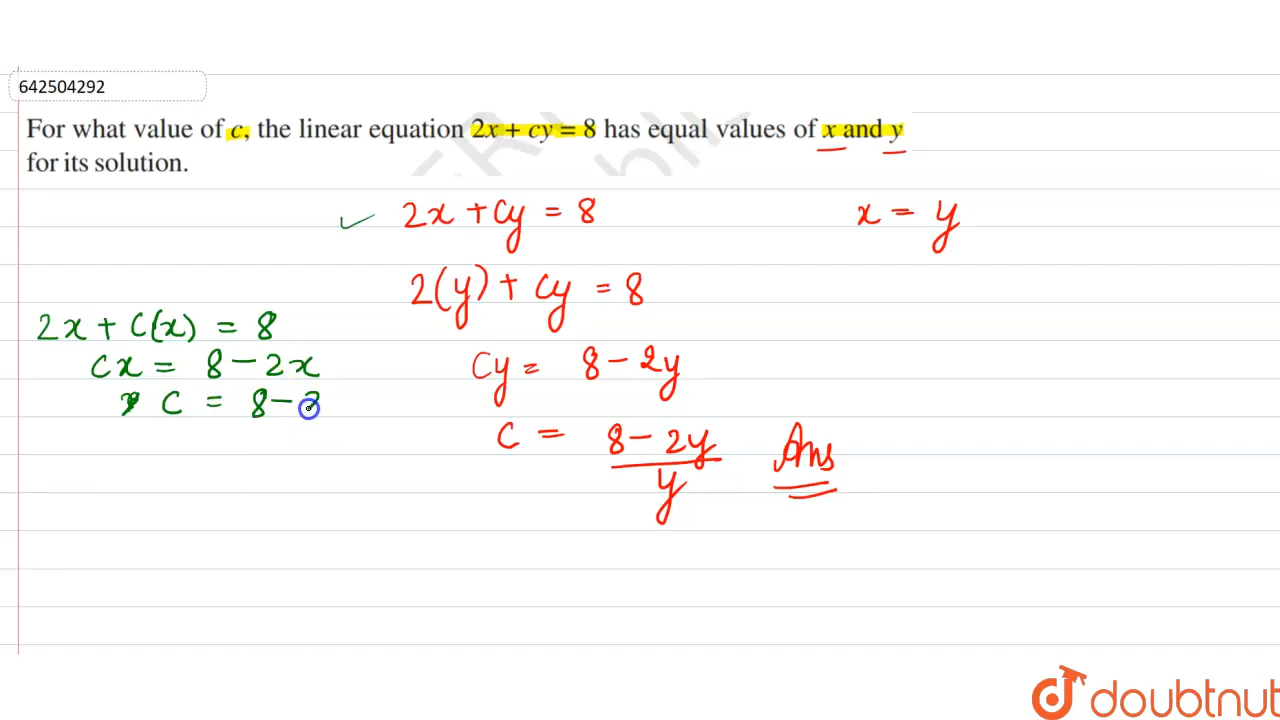 642504292
For what value of c, the linear equation 2x + cy = 8 has equal values of x and y
for its solution.
2x + cy = 8
x = y
2(y) + cy = 8
cy = 8 - 2y
c = 8 - 2y / y
Ans
2x + c(x) = 8
cx = 8 - 2x
c = 8 -
doubtnut